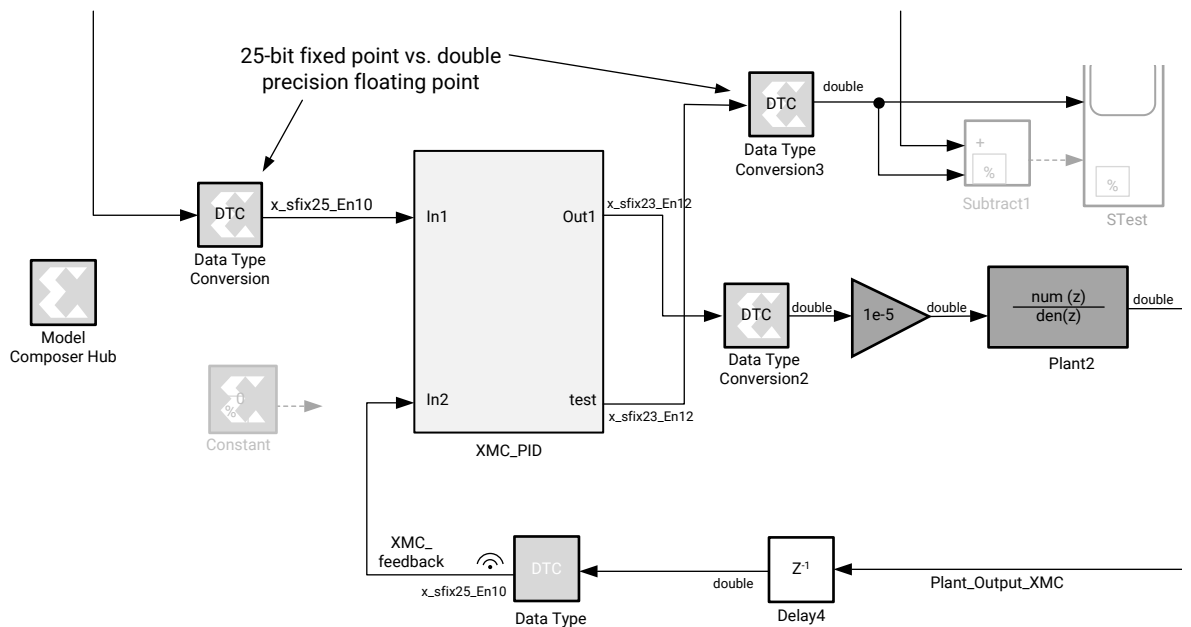 25-bit fixed point vs. double
precision floating point
DTC
double
Data Type
Conversion3
+
%
Subtract1
%
STest
DTC
x_sfix25_En10
Data Type
Conversion
In1
Out1
x_sfix23_En12
In2
test
x_sfix23_En12
XMC_PID
Model
Composer Hub
0
%
Constant
DTC
double
Data Type
Conversion2
1e-5
double
num (z)
den(z)
double
Plant2
XMC_
feedback
x_sfix25_En10
DTC
Data Type
double
Z-1
Delay4
Plant_Output_XMC